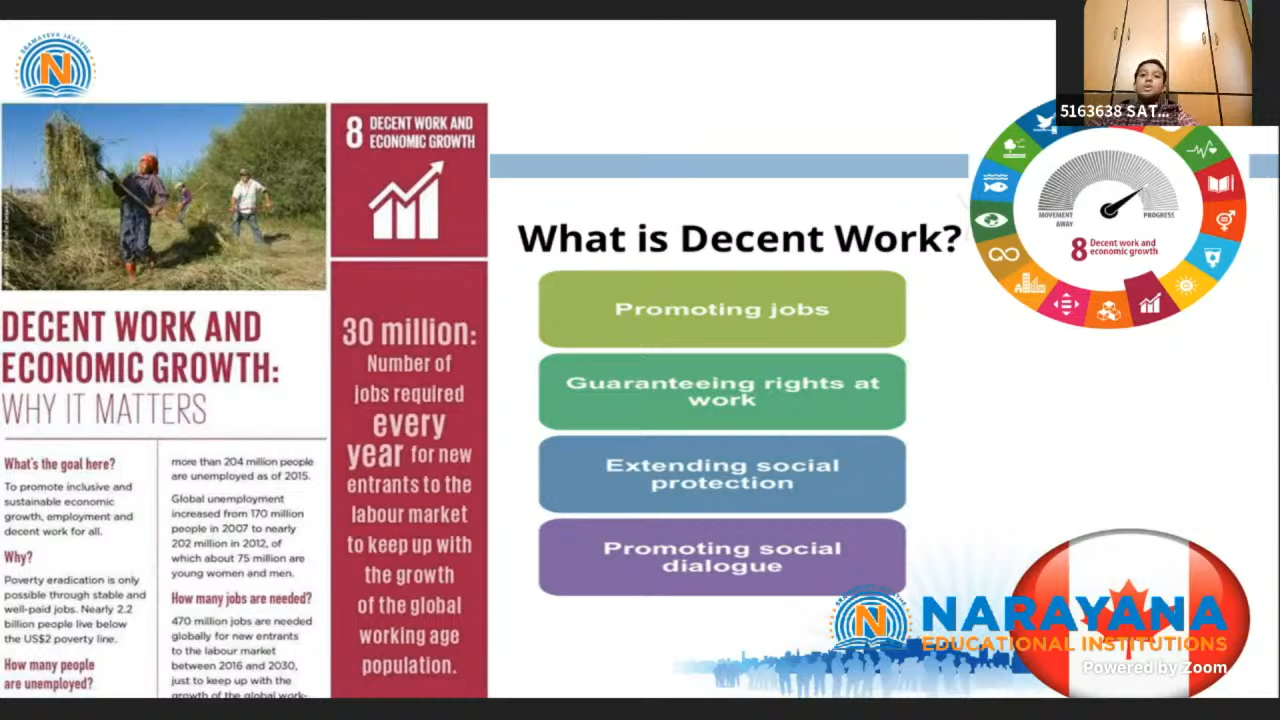 SRAMAYEVA JAYATHE
N
5163638 SAT...
8 DECENT WORK AND
ECONOMIC GROWTH
30 million:
Number of
jobs required
every
year for new
entrants to the
labour market
to keep up with
the growth
of the global
working age
population.
DECENT WORK AND
ECONOMIC GROWTH:
WHY IT MATTERS
What's the goal here?
To promote inclusive and
sustainable economic
growth, employment and
decent work for all.
Why?
Poverty eradication is only
possible through stable and
well-paid jobs. Nearly 2.2
billion people live below
the US$2 poverty line.
How many people
are unemployed?
more than 204 million people
are unemployed as of 2015.
Global unemployment
increased from 170 million
people in 2007 to nearly
202 million in 2012, of
which about 75 million are
young women and men.
How many jobs are needed?
470 million jobs are needed
globally for new entrants
to the labour market
between 2016 and 2030,
just to keep up with the
growth of the global work-
What is Decent Work?
Promoting jobs
Guaranteeing rights at
work
Extending social
protection
Promoting social
dialogue
MOVEMENT
AWAY
PROGRESS
8 Decent work and
economic growth
N
NARAYANA
EDUCATIONAL INSTITUTIONS
Powered by Zoom